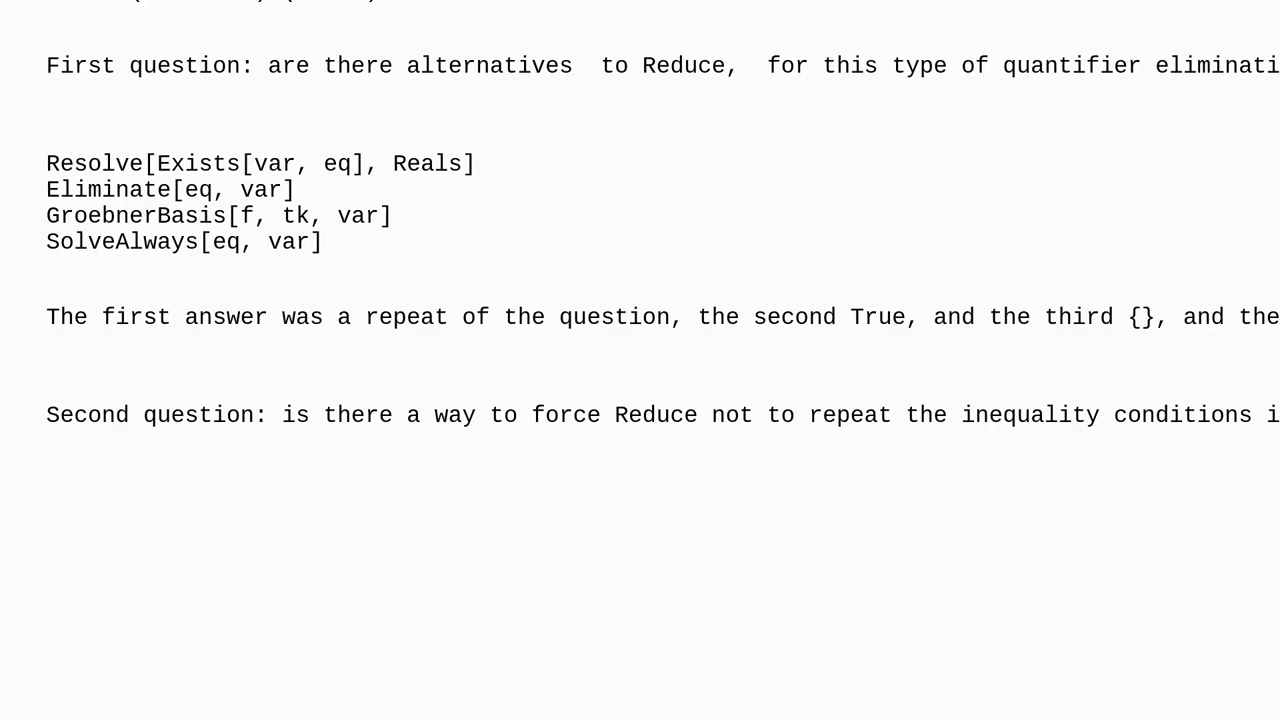 First question: are there alternatives  to Reduce,  for this type of quantifier
Resolve[Exists[var, eq], Reals]
Eliminate[eq, var]
GroebnerBasis[f, tk, var]
SolveAlways[eq, var]
The first answer was a repeat of the question, the second True, and the third {}, and the
Second question: is there a way to force Reduce not to repeat the inequality conditions